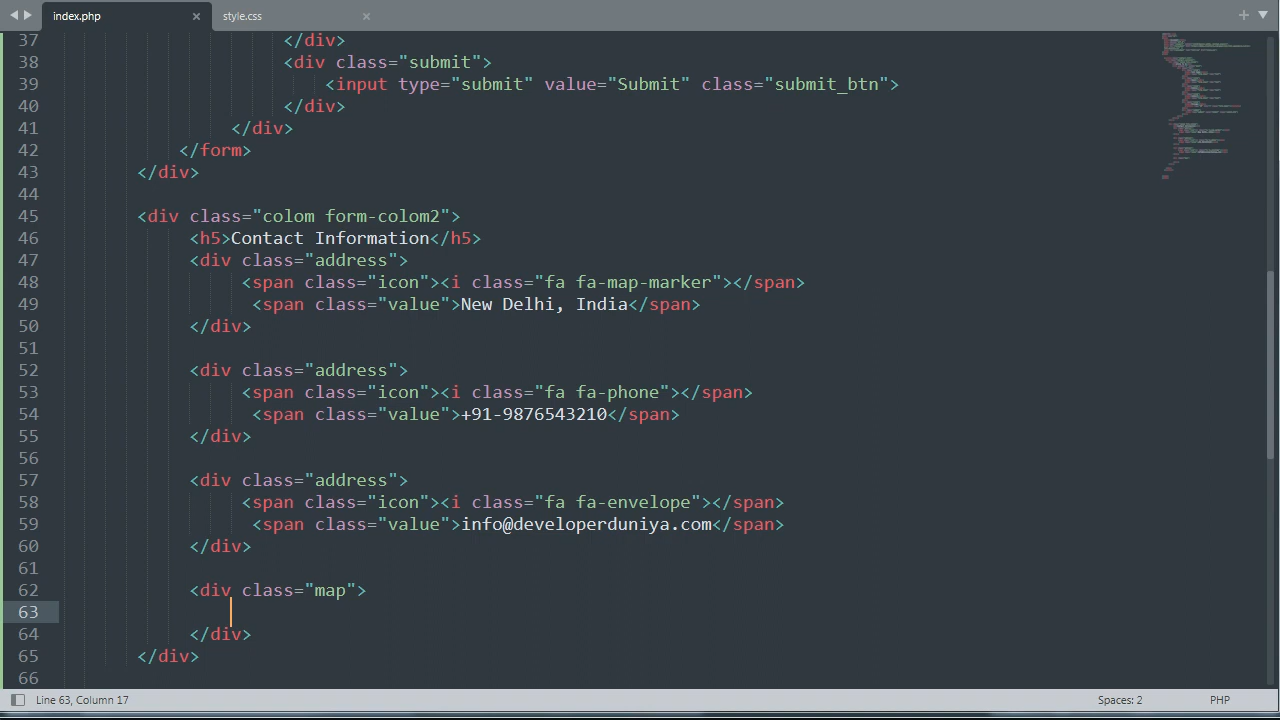 index.php
style.css
37 </div>
38 <div class="submit">
39 <input type="submit" value="Submit" class="submit_btn">
40 </div>
41 </div>
42 </form>
43 </div>
44
45 <div class="colom form-colom2">
46 <h5>Contact Information</h5>
47 <div class="address">
48 <span class="icon"><i class="fa fa-map-marker"></span>
49 <span class="value">New Delhi, India</span>
50 </div>
51
52 <div class="address">
53 <span class="icon"><i class="fa fa-phone"></span>
54 <span class="value">+91-9876543210</span>
55 </div>
56
57 <div class="address">
58 <span class="icon"><i class="fa fa-envelope"></span>
59 <span class="value">info@developerduniya.com</span>
60 </div>
61
62 <div class="map">
63
64 </div>
65 </div>
66
Line 63, Column 17
Spaces: 2
PHP